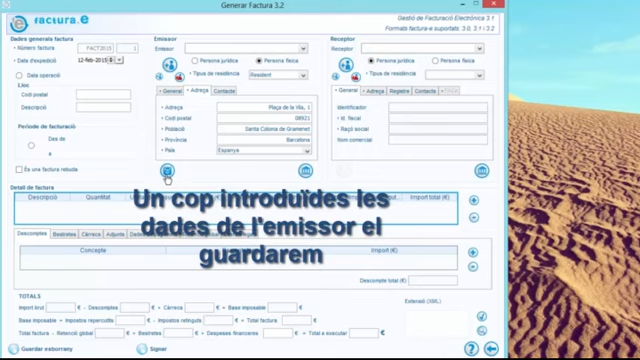 Generar Factura 3.2
factura.e
Gestió de Facturació Electrònica 3.1
Formats factura-e suportats: 3.0, 3.1 i 3.2
Dades generals factura
Número factura FACT2015 1
Data d'expedició 12-feb-2015
Data operació
Lloc
Codi postal
Descripció
Període de facturació
Des de
a
És una factura rebuda
Emissor
Emissor
Persona jurídica Persona física
Tipus de residència Resident
General Adreça Contacte
Adreça Plaça de la Vila, 1
Codi postal 08921
Població Santa Coloma de Gramenet
Província Barcelona
País Espanya
Receptor
Receptor
Persona jurídica Persona física
Tipus de residència
General Adreça Registre Contacte
Identificador
Id. fiscal
Raó social
Nom comercial
Detall de factura
Descripció Quantitat Import total (€)
Un cop introduïdes les
dades de l'emissor el
guardarem
Descomptes Bestretes Càrrecs Adjunts
Concepte Import (€)
Descompte total (€)
TOTALS
Import brut € - Descomptes € + Càrrecs € = Base imposable €
Base imposable + Impostos repercutits € - Impostos retinguts € = Total factura €
Total factura - Retenció global € - Bestretes € + Despeses financeres € = Total a executar €
Extensió (XML)
Guardar esborrany
Signar